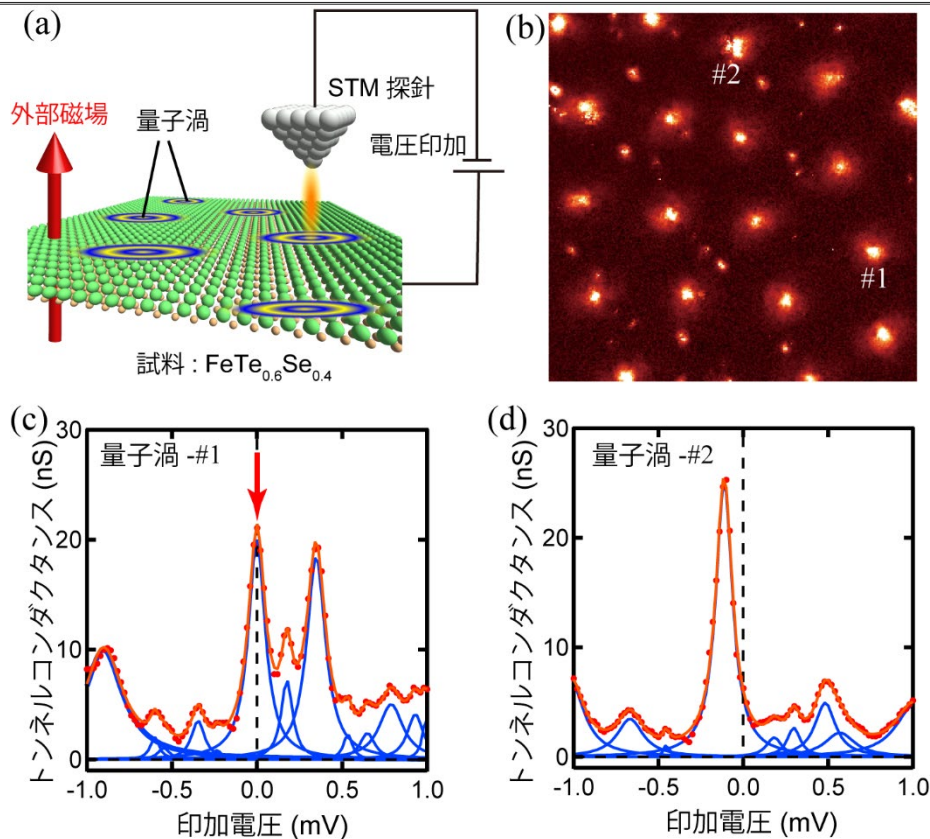 (a)
STM 探針
外部磁場
量子渦
電圧印加
試料 : FeTe0.6Se0.4
(b)
#2
#1
(c)
トンネルコンダクタンス (nS)
30
20
10
0
量子渦 -#1
-1.0 -0.5 0.0 0.5 1.0
印加電圧 (mV)
(d)
トンネルコンダクタンス (nS)
30
20
10
0
量子渦 -#2
-1.0 -0.5 0.0 0.5 1.0
印加電圧 (mV)